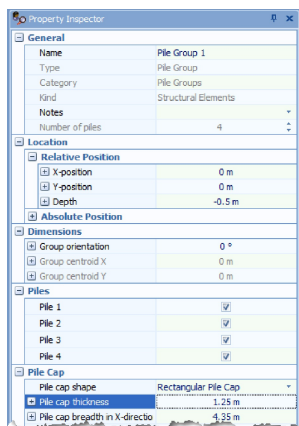 Property Inspector
General
Name Pile Group 1
Type Pile Group
Category Pile Groups
Kind Structural Elements
Notes
Number of piles 4
Location
Relative Position
X-position 0 m
Y-position 0 m
Depth -0.5 m
Absolute Position
Dimensions
Group orientation 0 °
Group centroid X 0 m
Group centroid Y 0 m
Piles
Pile 1
Pile 2
Pile 3
Pile 4
Pile Cap
Pile cap shape Rectangular Pile Cap
Pile cap thickness 1.25 m
Pile cap breadth in X-directio 4.35 m